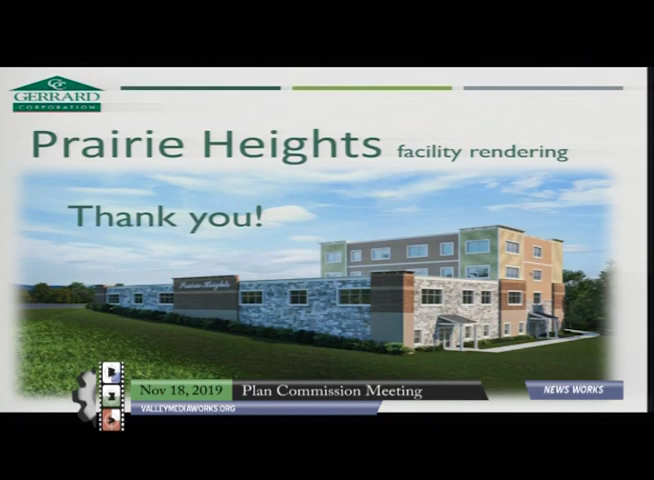 GC
GERRARD
CORPORATION
Prairie Heights facility rendering
Thank you!
Prairie Heights
Nov 18, 2019 Plan Commission Meeting
NEWS WORKS
VALLEYMEDIAWORKS.ORG